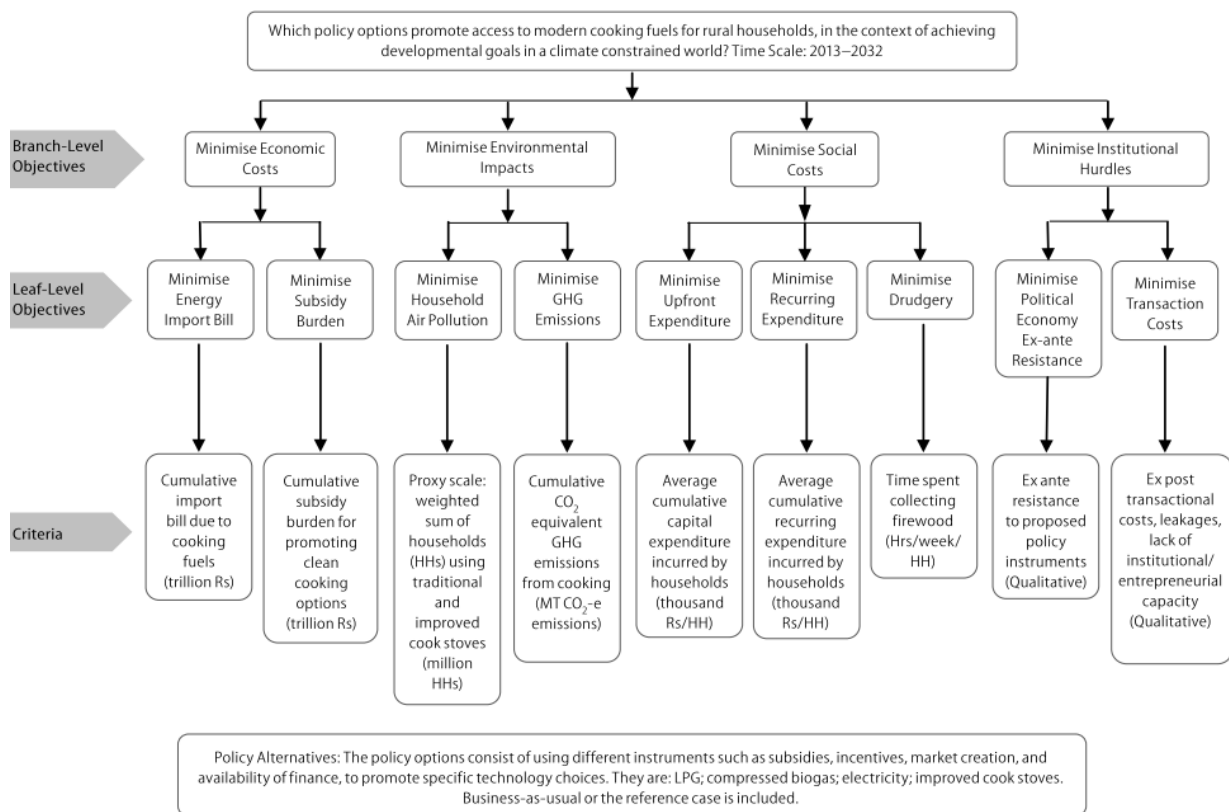 Which policy options promote access to modern cooking fuels for rural households, in the context of achieving
developmental goals in a climate constrained world? Time Scale: 2013–2032
Branch-Level
Objectives
Minimise Economic
Costs
Minimise Environmental
Impacts
Minimise Social
Costs
Minimise Institutional
Hurdles
Leaf-Level
Objectives
Minimise
Energy
Import Bill
Minimise
Subsidy
Burden
Minimise
Household
Air Pollution
Minimise
GHG
Emissions
Minimise
Upfront
Expenditure
Minimise
Recurring
Expenditure
Minimise
Drudgery
Minimise
Political
Economy
Ex-ante
Resistance
Minimise
Transaction
Costs
Criteria
Cumulative
import
bill due to
cooking
fuels
(trillion Rs)
Cumulative
subsidy
burden for
promoting
clean
cooking
options
(trillion Rs)
Proxy scale:
weighted
sum of
households
(HHs) using
traditional
and
improved
cook stoves
(million
HHs)
Cumulative
CO₂
equivalent
GHG
emissions
from cooking
(MT CO₂-e
emissions)
Average
cumulative
capital
expenditure
incurred by
households
(thousand
Rs/HH)
Average
cumulative
recurring
expenditure
incurred by
households
(thousand
Rs/HH)
Time spent
collecting
firewood
(Hrs/week/
HH)
Ex ante
resistance
to proposed
policy
instruments
(Qualitative)
Ex post
transactional
costs, leakages,
lack of
institutional/
entrepreneurial
capacity
(Qualitative)
Policy Alternatives: The policy options consist of using different instruments such as subsidies, incentives, market creation, and
availability of finance, to promote specific technology choices. They are: LPG; compressed biogas; electricity; improved cook stoves.
Business-as-usual or the reference case is included.